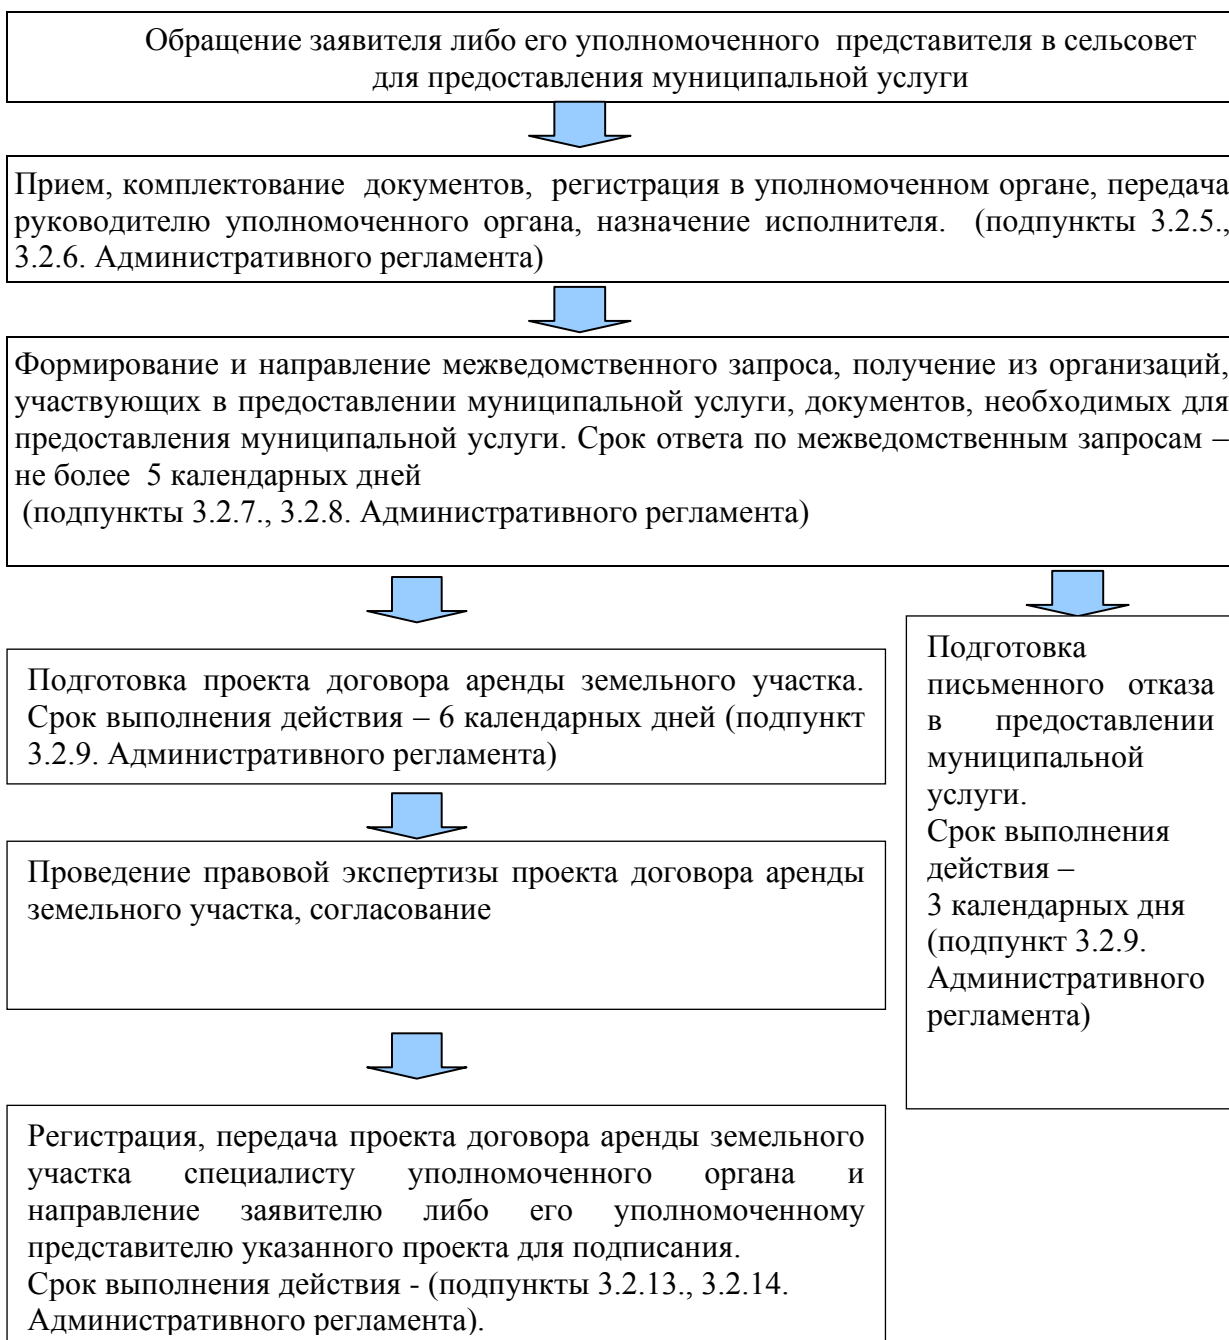 Обращение заявителя либо его уполномоченного представителя в сельсовет
для предоставления муниципальной услуги
Прием, комплектование документов, регистрация в уполномоченном органе, передача
руководителю уполномоченного органа, назначение исполнителя. (подпункты 3.2.5.,
3.2.6. Административного регламента)
Формирование и направление межведомственного запроса, получение из организаций,
участвующих в предоставлении муниципальной услуги, документов, необходимых для
предоставления муниципальной услуги. Срок ответа по межведомственным запросам –
не более 5 календарных дней
(подпункты 3.2.7., 3.2.8. Административного регламента)
Подготовка проекта договора аренды земельного участка.
Срок выполнения действия – 6 календарных дней (подпункт
3.2.9. Административного регламента)
Проведение правовой экспертизы проекта договора аренды
земельного участка, согласование
Регистрация, передача проекта договора аренды земельного
участка специалисту уполномоченного органа и
направление заявителю либо его уполномоченному
представителю указанного проекта для подписания.
Срок выполнения действия - (подпункты 3.2.13., 3.2.14.
Административного регламента).
Подготовка
письменного отказа
в предоставлении
муниципальной
услуги.
Срок выполнения
действия –
3 календарных дня
(подпункт 3.2.9.
Административного
регламента)